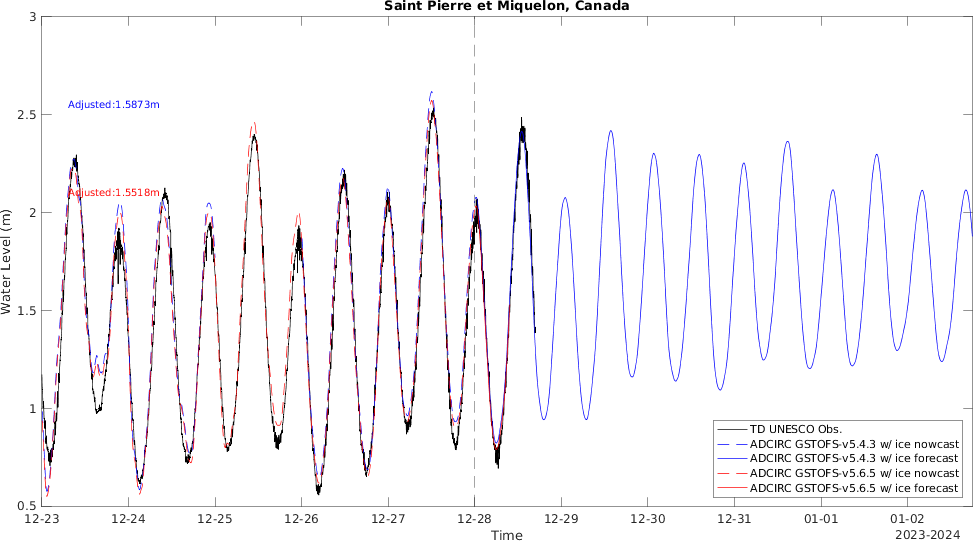 Saint Pierre et Miquelon, Canada
3
2.5
2
1.5
1
0.5
Water Level (m)
Adjusted:1.5873m
Adjusted:1.5518m
TD UNESCO Obs.
ADCIRC GSTOFS-v5.4.3 w/ ice nowcast
ADCIRC GSTOFS-v5.4.3 w/ ice forecast
ADCIRC GSTOFS-v5.6.5 w/ ice nowcast
ADCIRC GSTOFS-v5.6.5 w/ ice forecast
12-23 12-24 12-25 12-26 12-27 12-28 12-29 12-30 12-31 01-01 01-02
Time
2023-2024